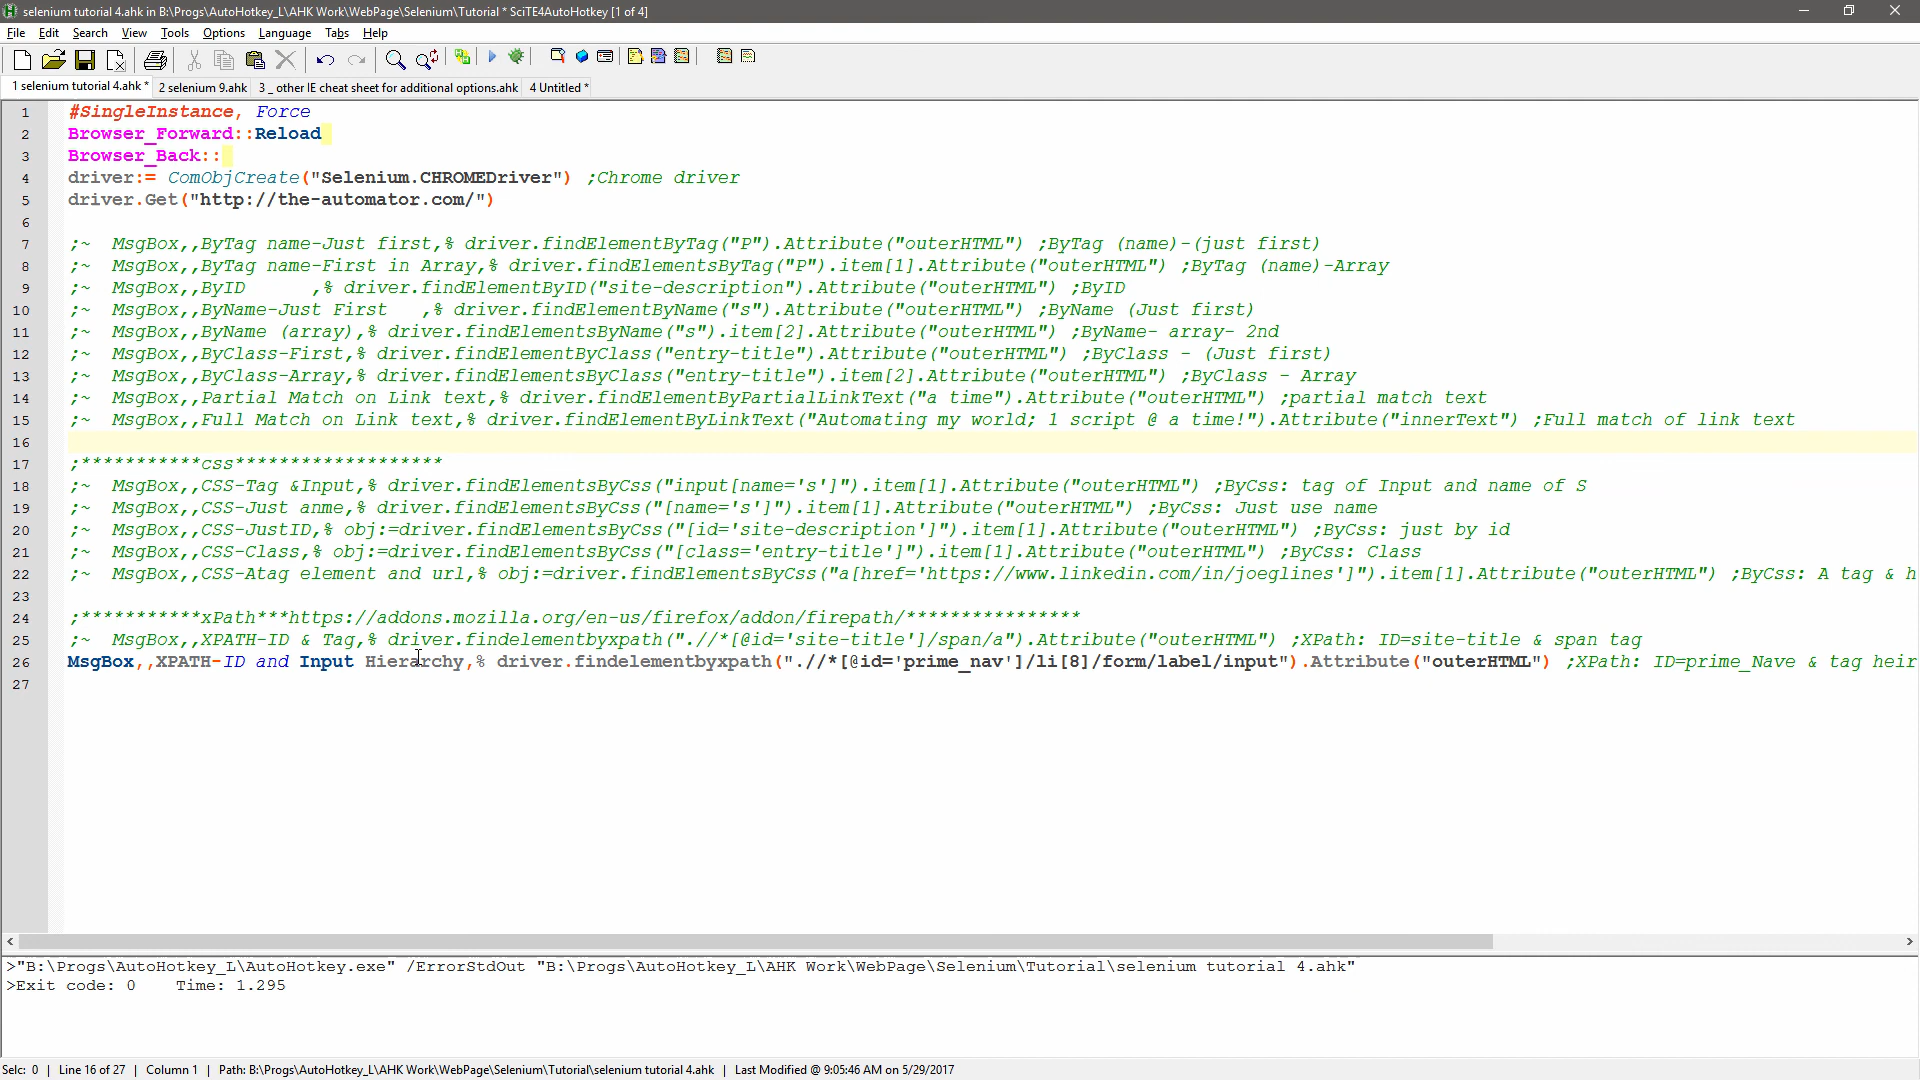 selenium tutorial 4.ahk in B:\Progs\AutoHotkey_L\AHK Work\WebPage\Selenium\Tutorial * SciTE4AutoHotkey [1 of 4]
File Edit Search View Tools Options Language Tabs Help
1 selenium tutorial 4.ahk * 2 selenium 9.ahk 3 _ other IE cheat sheet for additional options.ahk 4 Untitled *
1 #SingleInstance, Force
2 Browser_Forward::Reload
3 Browser_Back::
4 driver:= ComObjCreate("Selenium.CHROMEDriver") ;Chrome driver
5 driver.Get("http://the-automator.com/")
6
7 ;~ MsgBox,,ByTag name-Just first,% driver.findElementByTag("P").Attribute("outerHTML") ;ByTag (name)-(just first)
8 ;~ MsgBox,,ByTag name-First in Array,% driver.findElementsByTag("P").item[1].Attribute("outerHTML") ;ByTag (name)-Array
9 ;~ MsgBox,,ByID ,% driver.findElementByID("site-description").Attribute("outerHTML") ;ByID
10 ;~ MsgBox,,ByName-Just First ,% driver.findElementByName("s").Attribute("outerHTML") ;ByName (Just first)
11 ;~ MsgBox,,ByName (array),% driver.findElementsByName("s").item[2].Attribute("outerHTML") ;ByName- array- 2nd
12 ;~ MsgBox,,ByClass-First,% driver.findElementByClass("entry-title").Attribute("outerHTML") ;ByClass - (Just first)
13 ;~ MsgBox,,ByClass-Array,% driver.findElementsByClass("entry-title").item[2].Attribute("outerHTML") ;ByClass - Array
14 ;~ MsgBox,,Partial Match on Link text,% driver.findElementByPartialLinkText("a time").Attribute("outerHTML") ;partial match text
15 ;~ MsgBox,,Full Match on Link text,% driver.findElementByLinkText("Automating my world; 1 script @ a time!").Attribute("innerText") ;Full match of link text
16
17 ;***********css*******************
18 ;~ MsgBox,,CSS-Tag &Input,% driver.findElementsByCss("input[name='s']").item[1].Attribute("outerHTML") ;ByCss: tag of Input and name of S
19 ;~ MsgBox,,CSS-Just anme,% driver.findElementsByCss("[name='s']").item[1].Attribute("outerHTML") ;ByCss: Just use name
20 ;~ MsgBox,,CSS-JustID,% obj:=driver.findElementsByCss("[id='site-description']").item[1].Attribute("outerHTML") ;ByCss: just by id
21 ;~ MsgBox,,CSS-Class,% obj:=driver.findElementsByCss("[class='entry-title']").item[1].Attribute("outerHTML") ;ByCss: Class
22 ;~ MsgBox,,CSS-Atag element and url,% obj:=driver.findElementsByCss("a[href='https://www.linkedin.com/in/joeglines']").item[1].Attribute("outerHTML") ;ByCss: A tag & h
23
24 ;***********xPath***https://addons.mozilla.org/en-us/firefox/addon/firepath/****************
25 ;~ MsgBox,,XPATH-ID & Tag,% driver.findelementbyxpath(".//*[@id='site-title']/span/a").Attribute("outerHTML") ;XPath: ID=site-title & span tag
26 MsgBox,,XPATH-ID and Input Hierarchy,% driver.findelementbyxpath(".//*[@id='prime_nav']/li[8]/form/label/input").Attribute("outerHTML") ;XPath: ID=prime_Nave & tag heir
27
>"B:\Progs\AutoHotkey_L\AutoHotkey.exe" /ErrorStdOut "B:\Progs\AutoHotkey_L\AHK Work\WebPage\Selenium\Tutorial\selenium tutorial 4.ahk"
>Exit code: 0 Time: 1.295
Selc: 0 | Line 16 of 27 | Column 1 | Path: B:\Progs\AutoHotkey_L\AHK Work\WebPage\Selenium\Tutorial\selenium tutorial 4.ahk | Last Modified @ 9:05:46 AM on 5/29/2017